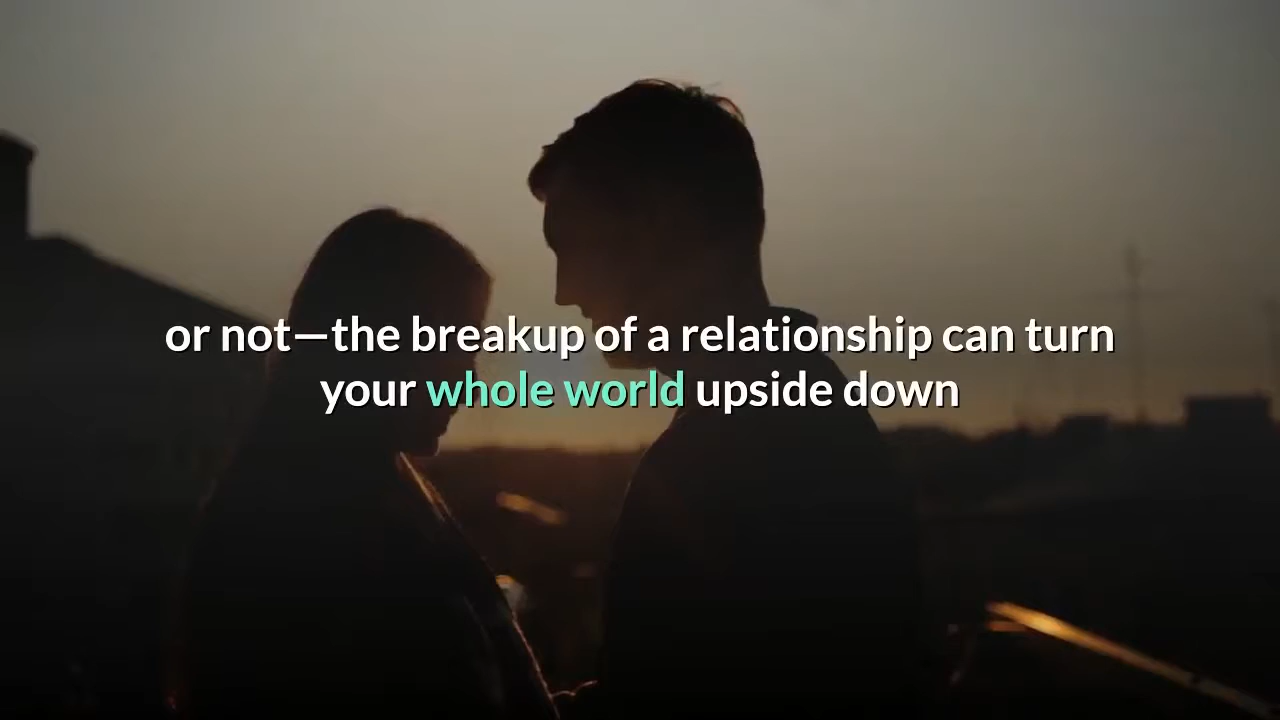 or not—the breakup of a relationship can turn
your whole world upside down